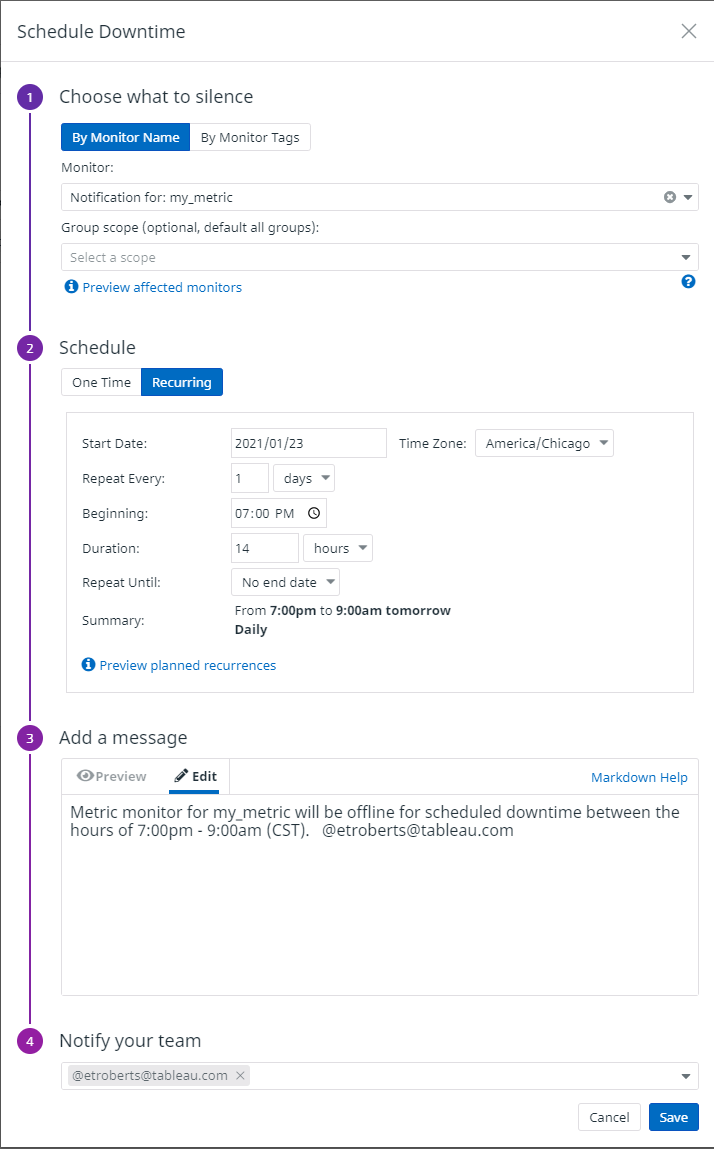 Schedule Downtime
1 Choose what to silence
By Monitor Name By Monitor Tags
Monitor:
Notification for: my_metric
Group scope (optional, default all groups):
Select a scope
Preview affected monitors
2 Schedule
One Time Recurring
Start Date: 2021/01/23 Time Zone: America/Chicago
Repeat Every: 1 days
Beginning: 07:00 PM
Duration: 14 hours
Repeat Until: No end date
Summary: From 7:00pm to 9:00am tomorrow
Daily
Preview planned recurrences
3 Add a message
Preview Edit Markdown Help
Metric monitor for my_metric will be offline for scheduled downtime between the
hours of 7:00pm - 9:00am (CST). @etroberts@tableau.com
4 Notify your team
@etroberts@tableau.com
Cancel Save